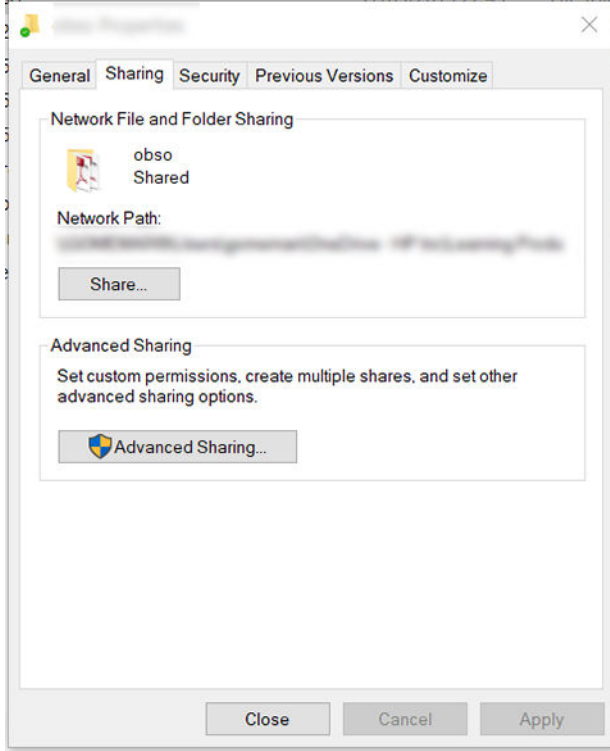 General Sharing Security Previous Versions Customize
Network File and Folder Sharing
obso
Shared
Network Path:
Share...
Advanced Sharing
Set custom permissions, create multiple shares, and set other
advanced sharing options.
Advanced Sharing...
Close Cancel Apply